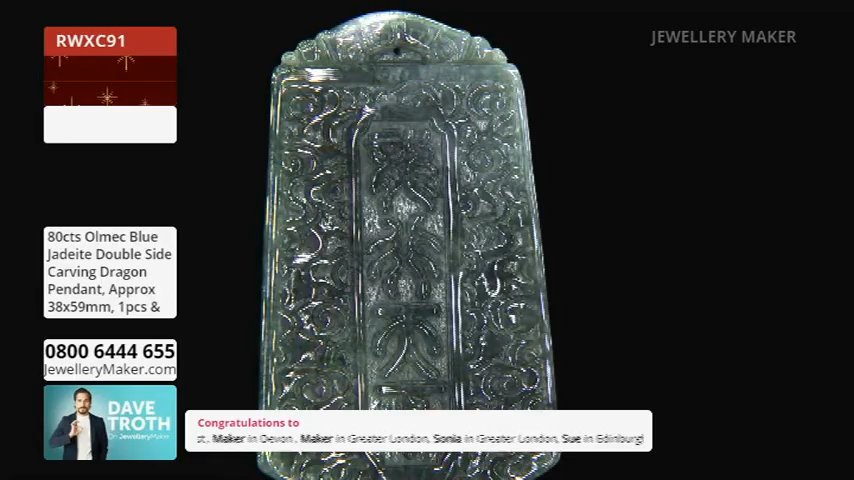 RWXC91
JEWELLERY MAKER
80cts Olmec Blue
Jadeite Double Side
Carving Dragon
Pendant, Approx
38x59mm, 1pcs &
0800 6444 655
JewelleryMaker.com
DAVE
TROTH
On JewelleryMaker
Congratulations to
Maker in Devon , Maker in Greater London, Sonia in Greater London, Sue in Edinburgh